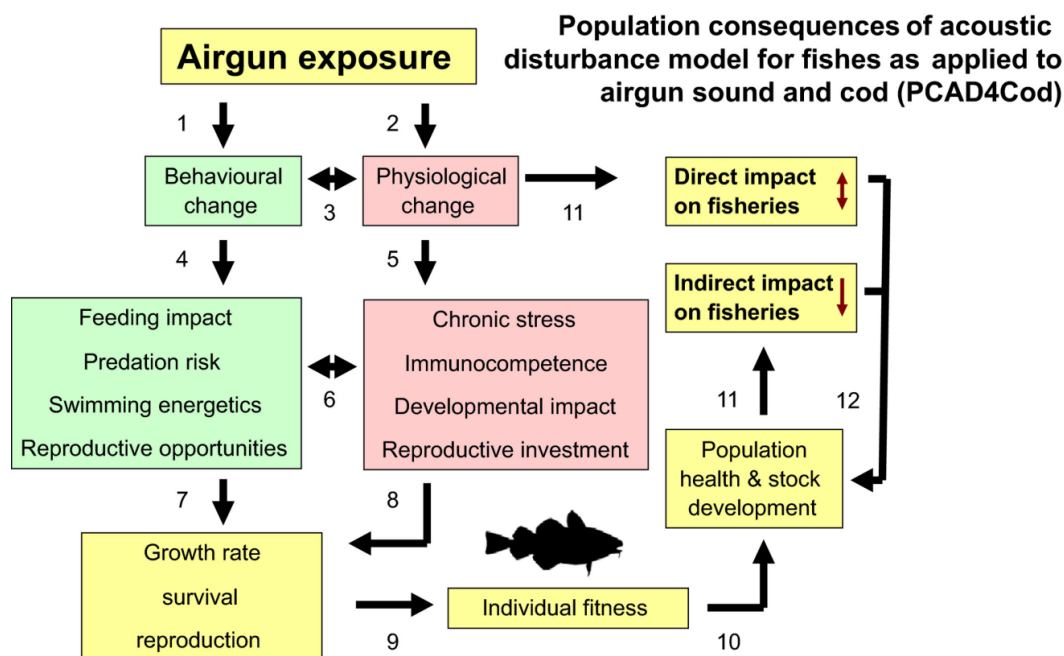 Population consequences of acoustic
disturbance model for fishes as applied to
airgun sound and cod (PCAD4Cod)
Airgun exposure
1
2
Behavioural
change
3
Physiological
change
11
Direct impact
on fisheries
4
5
Indirect impact
on fisheries
Feeding impact
Predation risk
Swimming energetics
Reproductive opportunities
6
Chronic stress
Immunocompetence
Developmental impact
Reproductive investment
11
12
Population
health & stock
development
7
8
Growth rate
survival
reproduction
9
Individual fitness
10